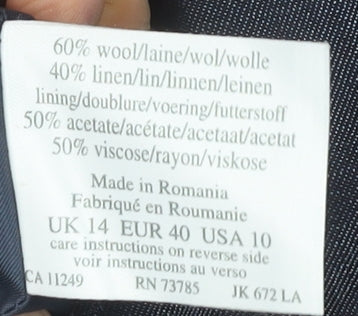 60% wool/laine/wol/wolle
40% linen/lin/linnen/leinen
lining/doublure/voering/futterstoff
50% acetate/acétate/acetaat/acetat
50% viscose/rayon/viskose
Made in Romania
Fabriqué en Roumanie
UK 14 EUR 40 USA 10
care instructions on reverse side
voir instructions au verso
CA 11249 RN 73785 JK 672 LA